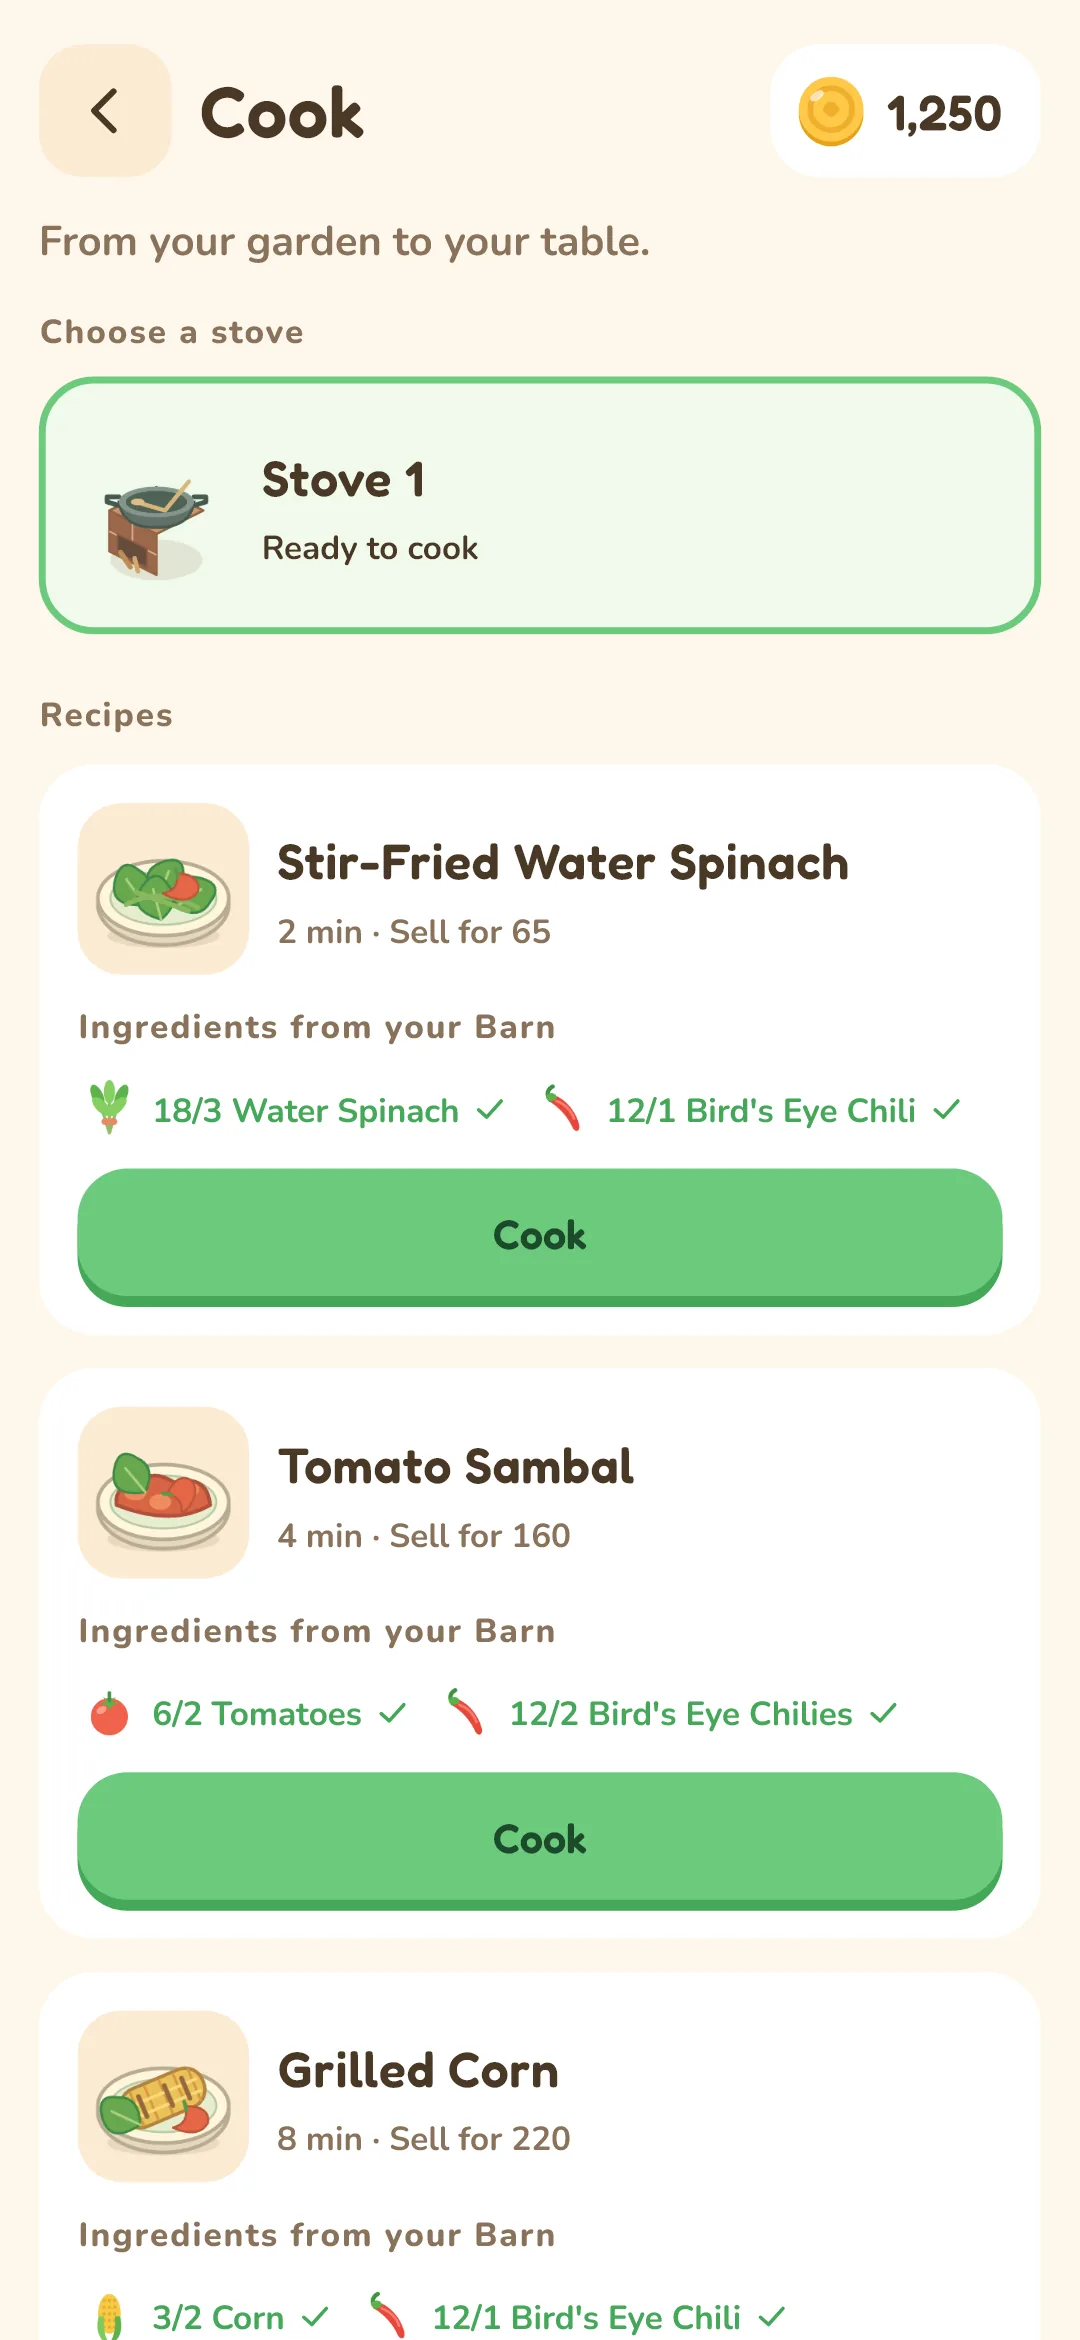 Cook
1,250
From your garden to your table.
Choose a stove
Stove 1
Ready to cook
Recipes
Stir-Fried Water Spinach
2 min · Sell for 65
Ingredients from your Barn
18/3 Water Spinach ✓ 12/1 Bird's Eye Chili ✓
Cook
Tomato Sambal
4 min · Sell for 160
Ingredients from your Barn
6/2 Tomatoes ✓ 12/2 Bird's Eye Chilies ✓
Cook
Grilled Corn
8 min · Sell for 220
Ingredients from your Barn
3/2 Corn ✓ 12/1 Bird's Eye Chili ✓